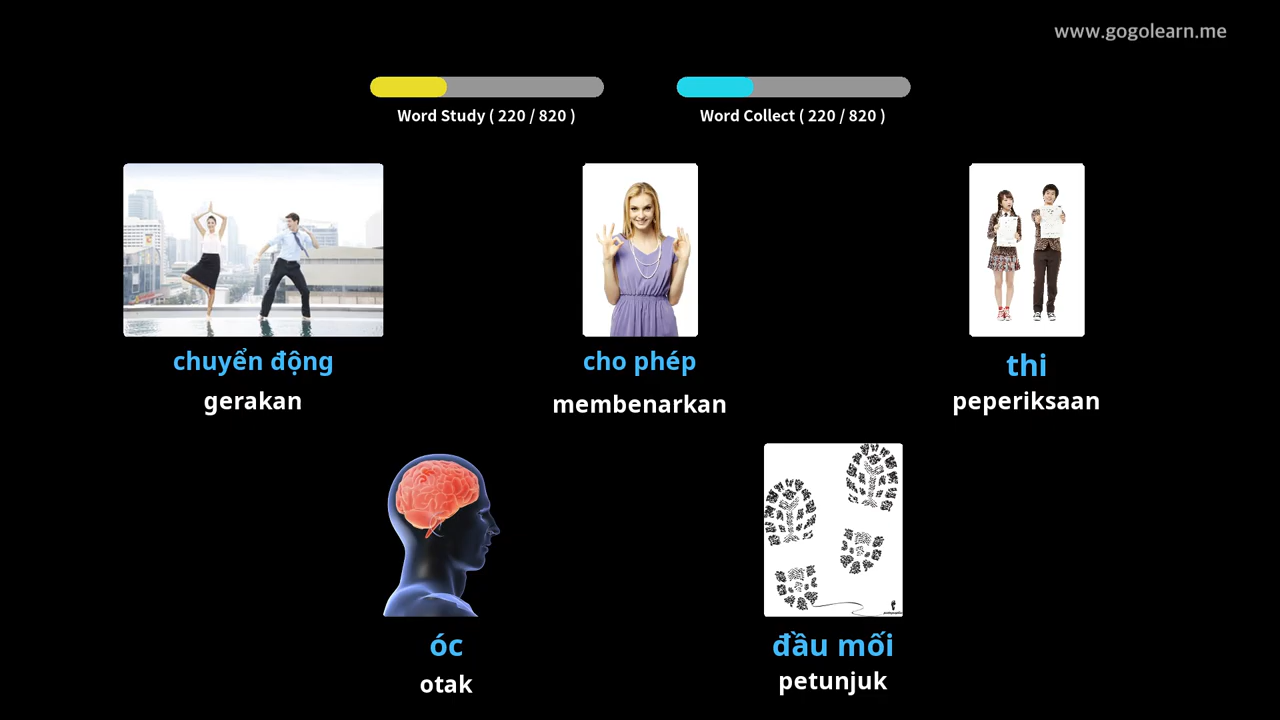 www.gogolearn.me
Word Study ( 220 / 820 )
Word Collect ( 220 / 820 )
chuyển động
cho phép
thi
gerakan
membenarkan
peperiksaan
óc
đầu mối
otak
petunjuk